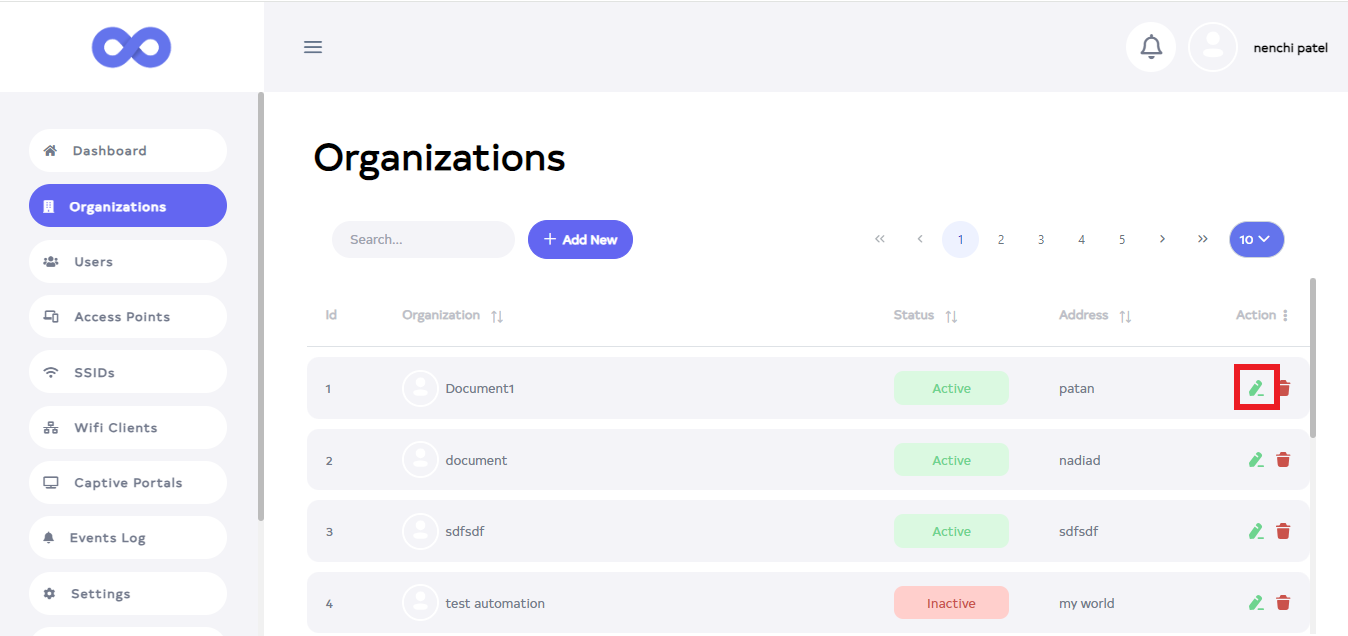 nenchi patel
Dashboard
Organizations
Users
Access Points
SSIDs
Wifi Clients
Captive Portals
Events Log
Settings
Organizations
Search...
+ Add New
« ‹ 1 2 3 4 5 › » 10
Id Organization Status Address Action
1 Document1 Active patan
2 document Active nadiad
3 sdfsdf Active sdfsdf
4 test automation Inactive my world